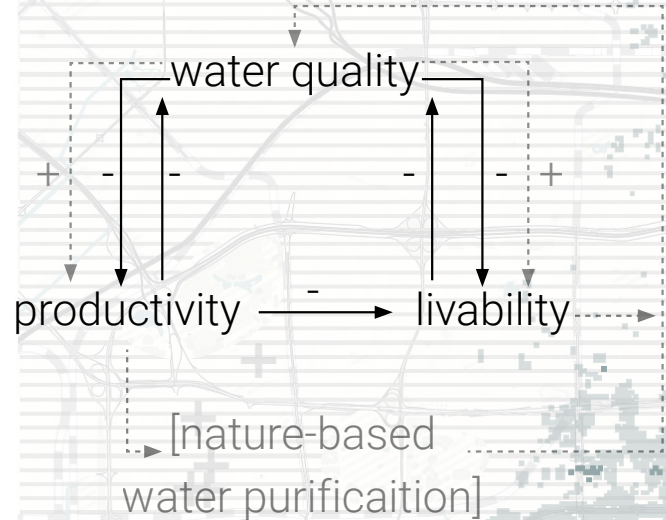 water quality
+ - - - - +
productivity - livability
[nature-based
water purificaition]